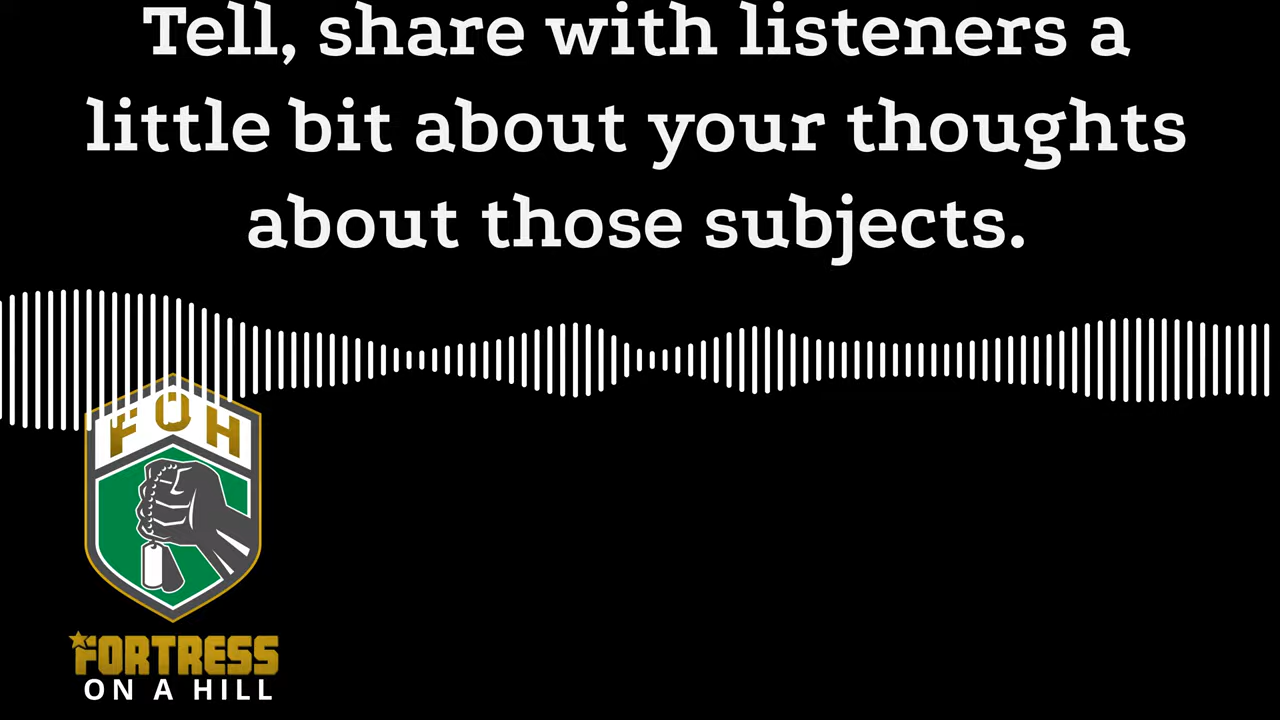 Tell, share with listeners a
little bit about your thoughts
about those subjects.
FOH
FORTRESS
ON A HILL